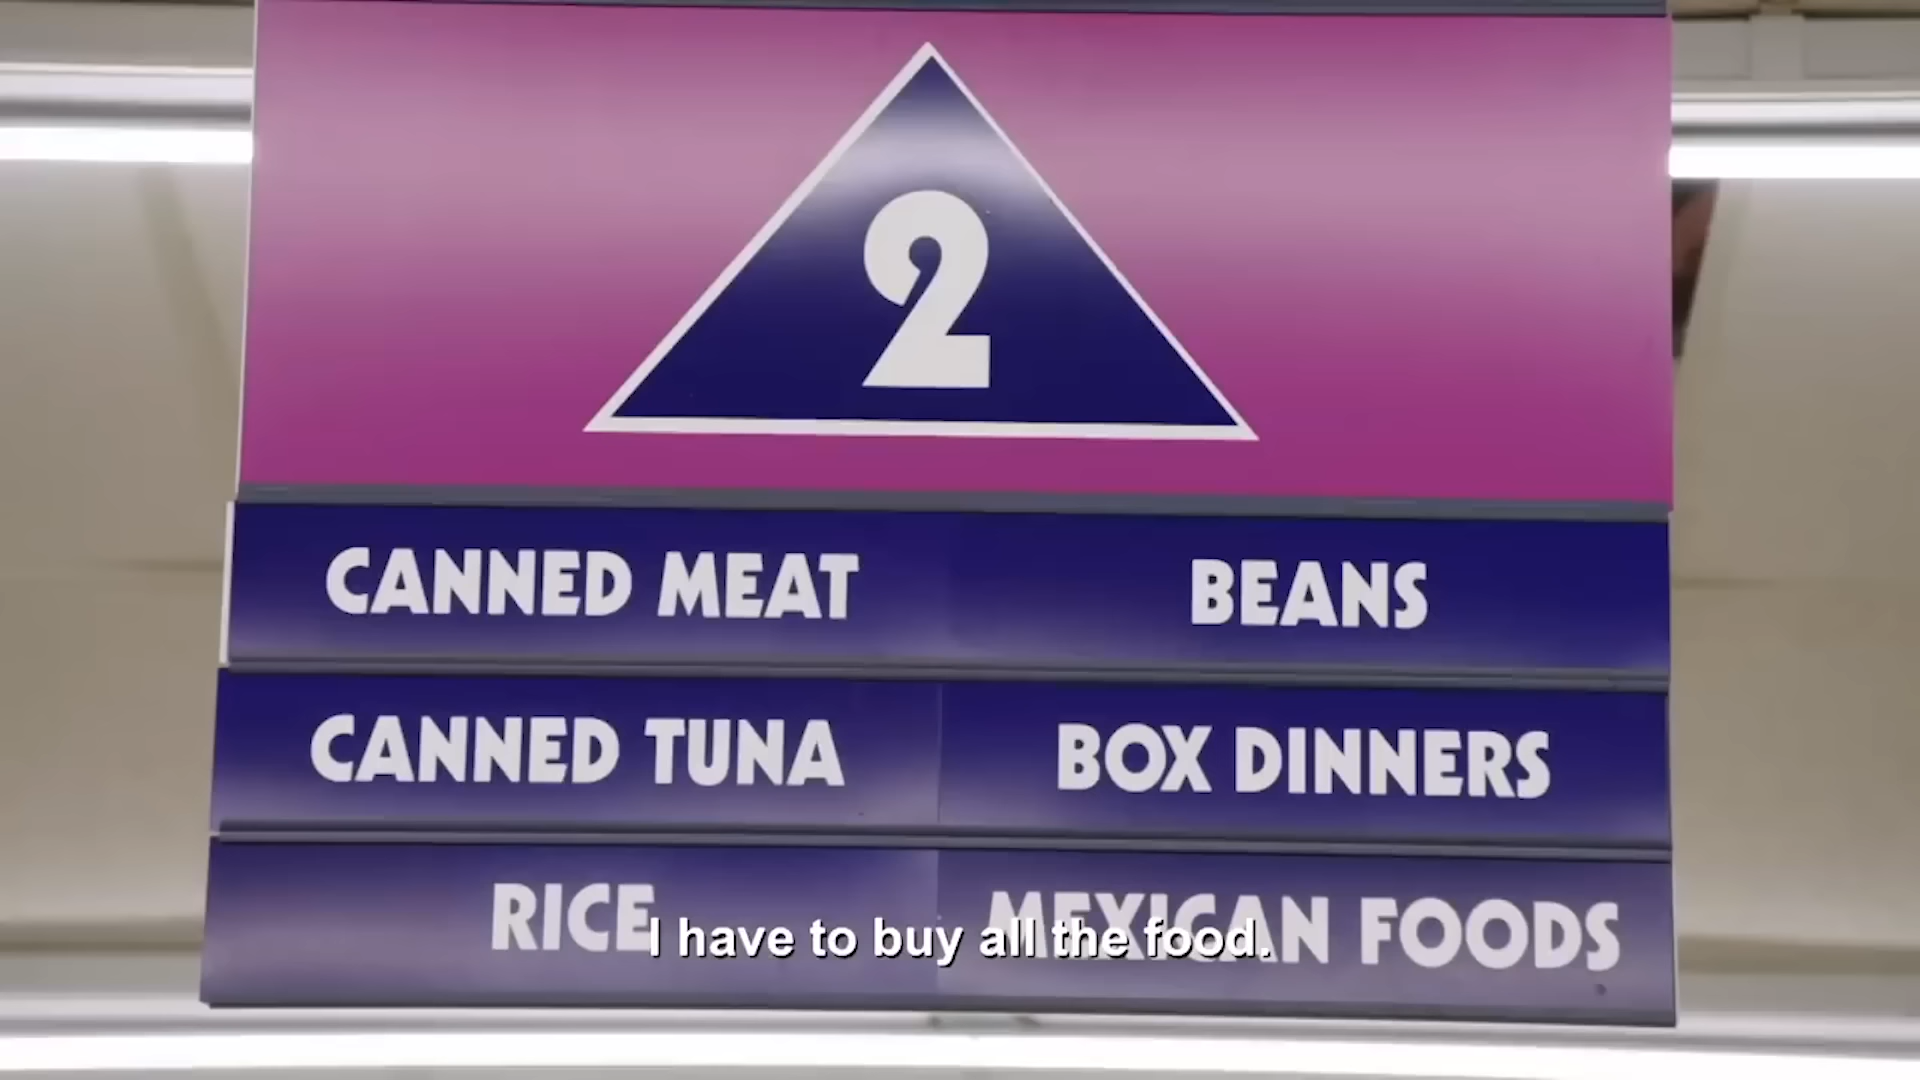 2
CANNED MEAT BEANS
CANNED TUNA BOX DINNERS
RICE MEXICAN FOODS
I have to buy all the food.